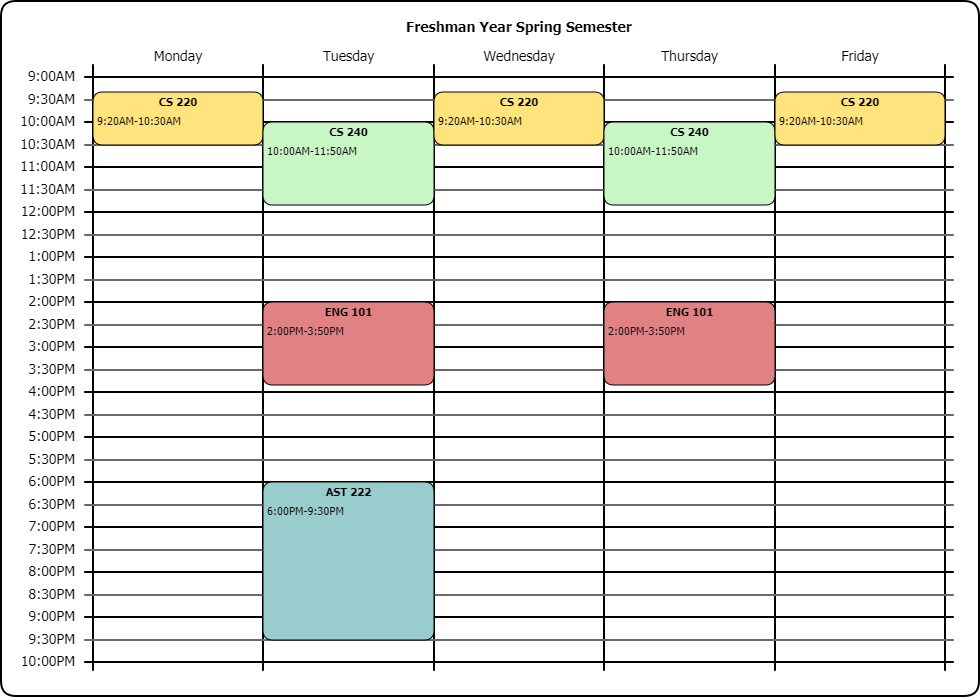 Freshman Year Spring Semester
Monday Tuesday Wednesday Thursday Friday
9:00AM
9:30AM
CS 220 CS 220 CS 220
9:20AM-10:30AM 9:20AM-10:30AM 9:20AM-10:30AM
10:00AM
CS 240 CS 240
10:30AM
10:00AM-11:50AM 10:00AM-11:50AM
11:00AM
11:30AM
12:00PM
12:30PM
1:00PM
1:30PM
2:00PM
ENG 101 ENG 101
2:30PM
2:00PM-3:50PM 2:00PM-3:50PM
3:00PM
3:30PM
4:00PM
4:30PM
5:00PM
5:30PM
6:00PM
AST 222
6:30PM
6:00PM-9:30PM
7:00PM
7:30PM
8:00PM
8:30PM
9:00PM
9:30PM
10:00PM